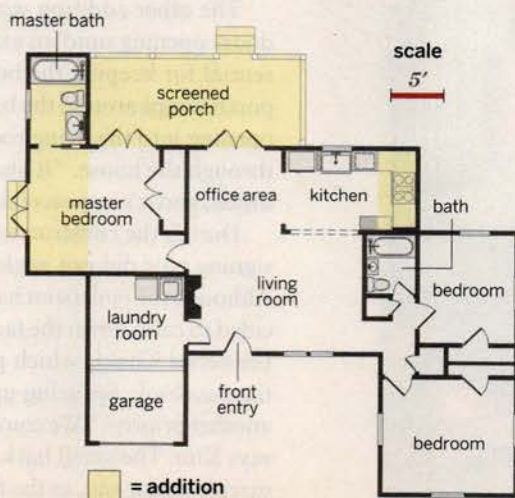 master bath
screened
porch
scale
5'
master
bedroom
office area
kitchen
bath
living
room
bedroom
laundry
room
garage
front
entry
bedroom
= addition